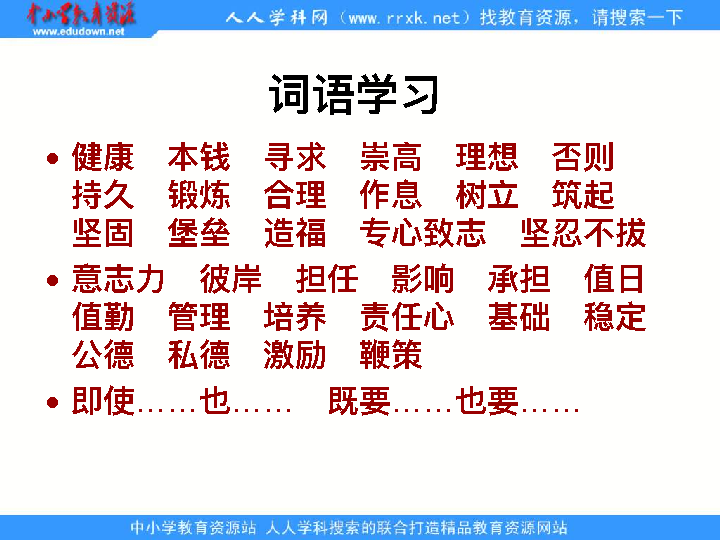 中小学教育资源
www.edudown.net
人人学科网（www.rrxk.net）找教育资源，请搜索一下
词语学习
• 健康 本钱 寻求 崇高 理想 否则
持久 锻炼 合理 作息 树立 筑起
坚固 堡垒 造福 专心致志 坚忍不拔
• 意志力 彼岸 担任 影响 承担 值日
值勤 管理 培养 责任心 基础 稳定
公德 私德 激励 鞭策
• 即使……也…… 既要……也要……
中小学教育资源站 人人学科搜索的联合打造精品教育资源网站